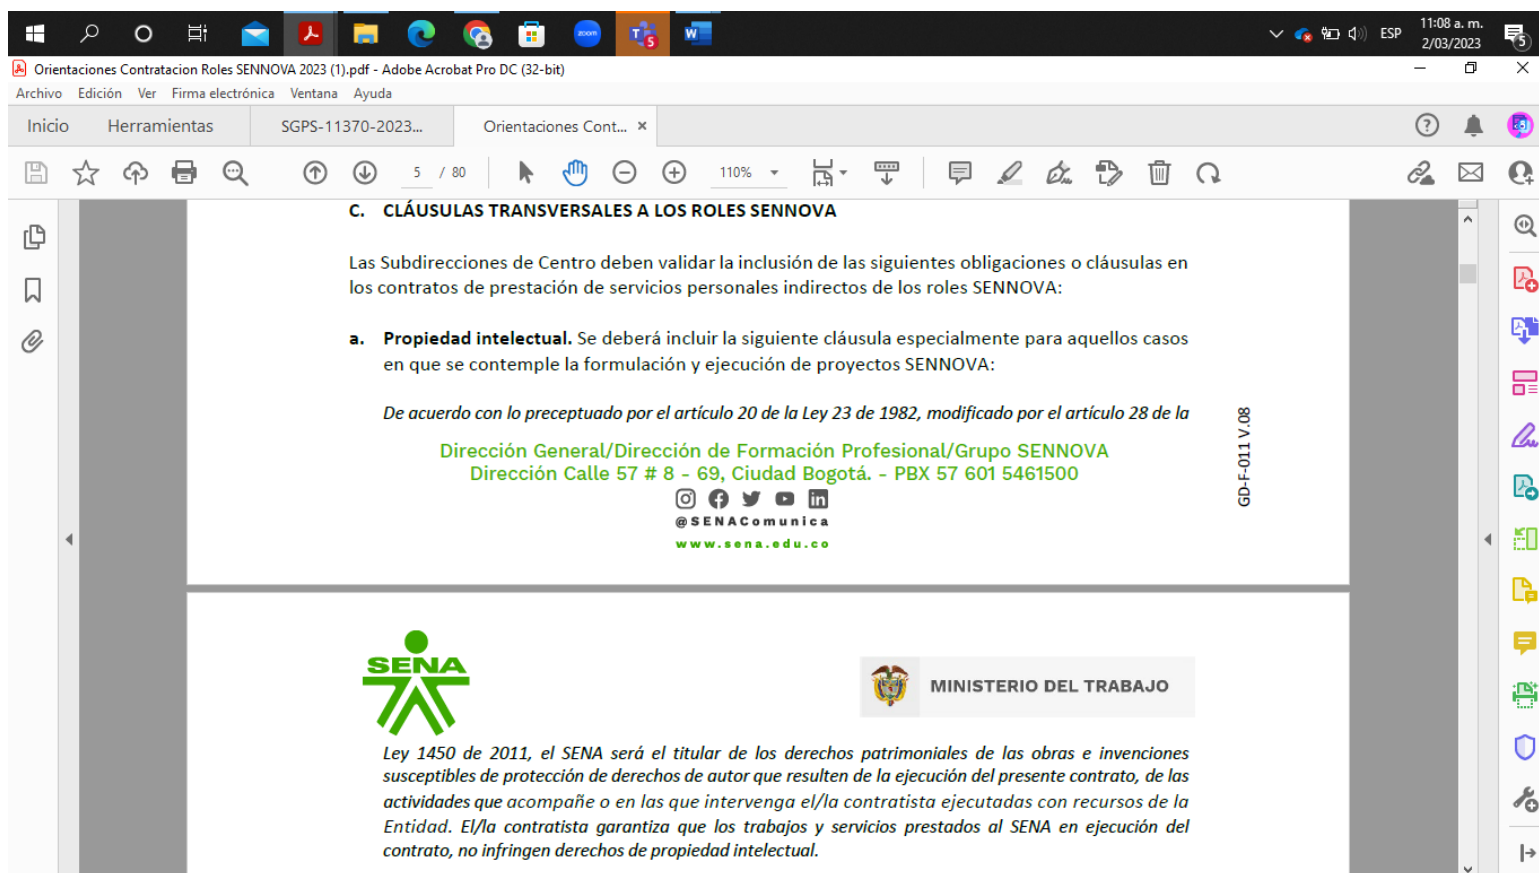 zoom
5
W
ESP
11:08 a. m.
2/03/2023
5
Orientaciones Contratacion Roles SENNOVA 2023 (1).pdf - Adobe Acrobat Pro DC (32-bit)
Archivo Edición Ver Firma electrónica Ventana Ayuda
Inicio Herramientas SGPS-11370-2023... Orientaciones Cont... ×
5 / 80 110%
C. CLÁUSULAS TRANSVERSALES A LOS ROLES SENNOVA
Las Subdirecciones de Centro deben validar la inclusión de las siguientes obligaciones o cláusulas en
los contratos de prestación de servicios personales indirectos de los roles SENNOVA:
a. Propiedad intelectual. Se deberá incluir la siguiente cláusula especialmente para aquellos casos
en que se contemple la formulación y ejecución de proyectos SENNOVA:
De acuerdo con lo preceptuado por el artículo 20 de la Ley 23 de 1982, modificado por el artículo 28 de la
Dirección General/Dirección de Formación Profesional/Grupo SENNOVA
Dirección Calle 57 # 8 - 69, Ciudad Bogotá. - PBX 57 601 5461500
@SENAComunica
www.sena.edu.co
GD-F-011 V.08
SENA
MINISTERIO DEL TRABAJO
Ley 1450 de 2011, el SENA será el titular de los derechos patrimoniales de las obras e invenciones
susceptibles de protección de derechos de autor que resulten de la ejecución del presente contrato, de las
actividades que acompañe o en las que intervenga el/la contratista ejecutadas con recursos de la
Entidad. El/la contratista garantiza que los trabajos y servicios prestados al SENA en ejecución del
contrato, no infringen derechos de propiedad intelectual.